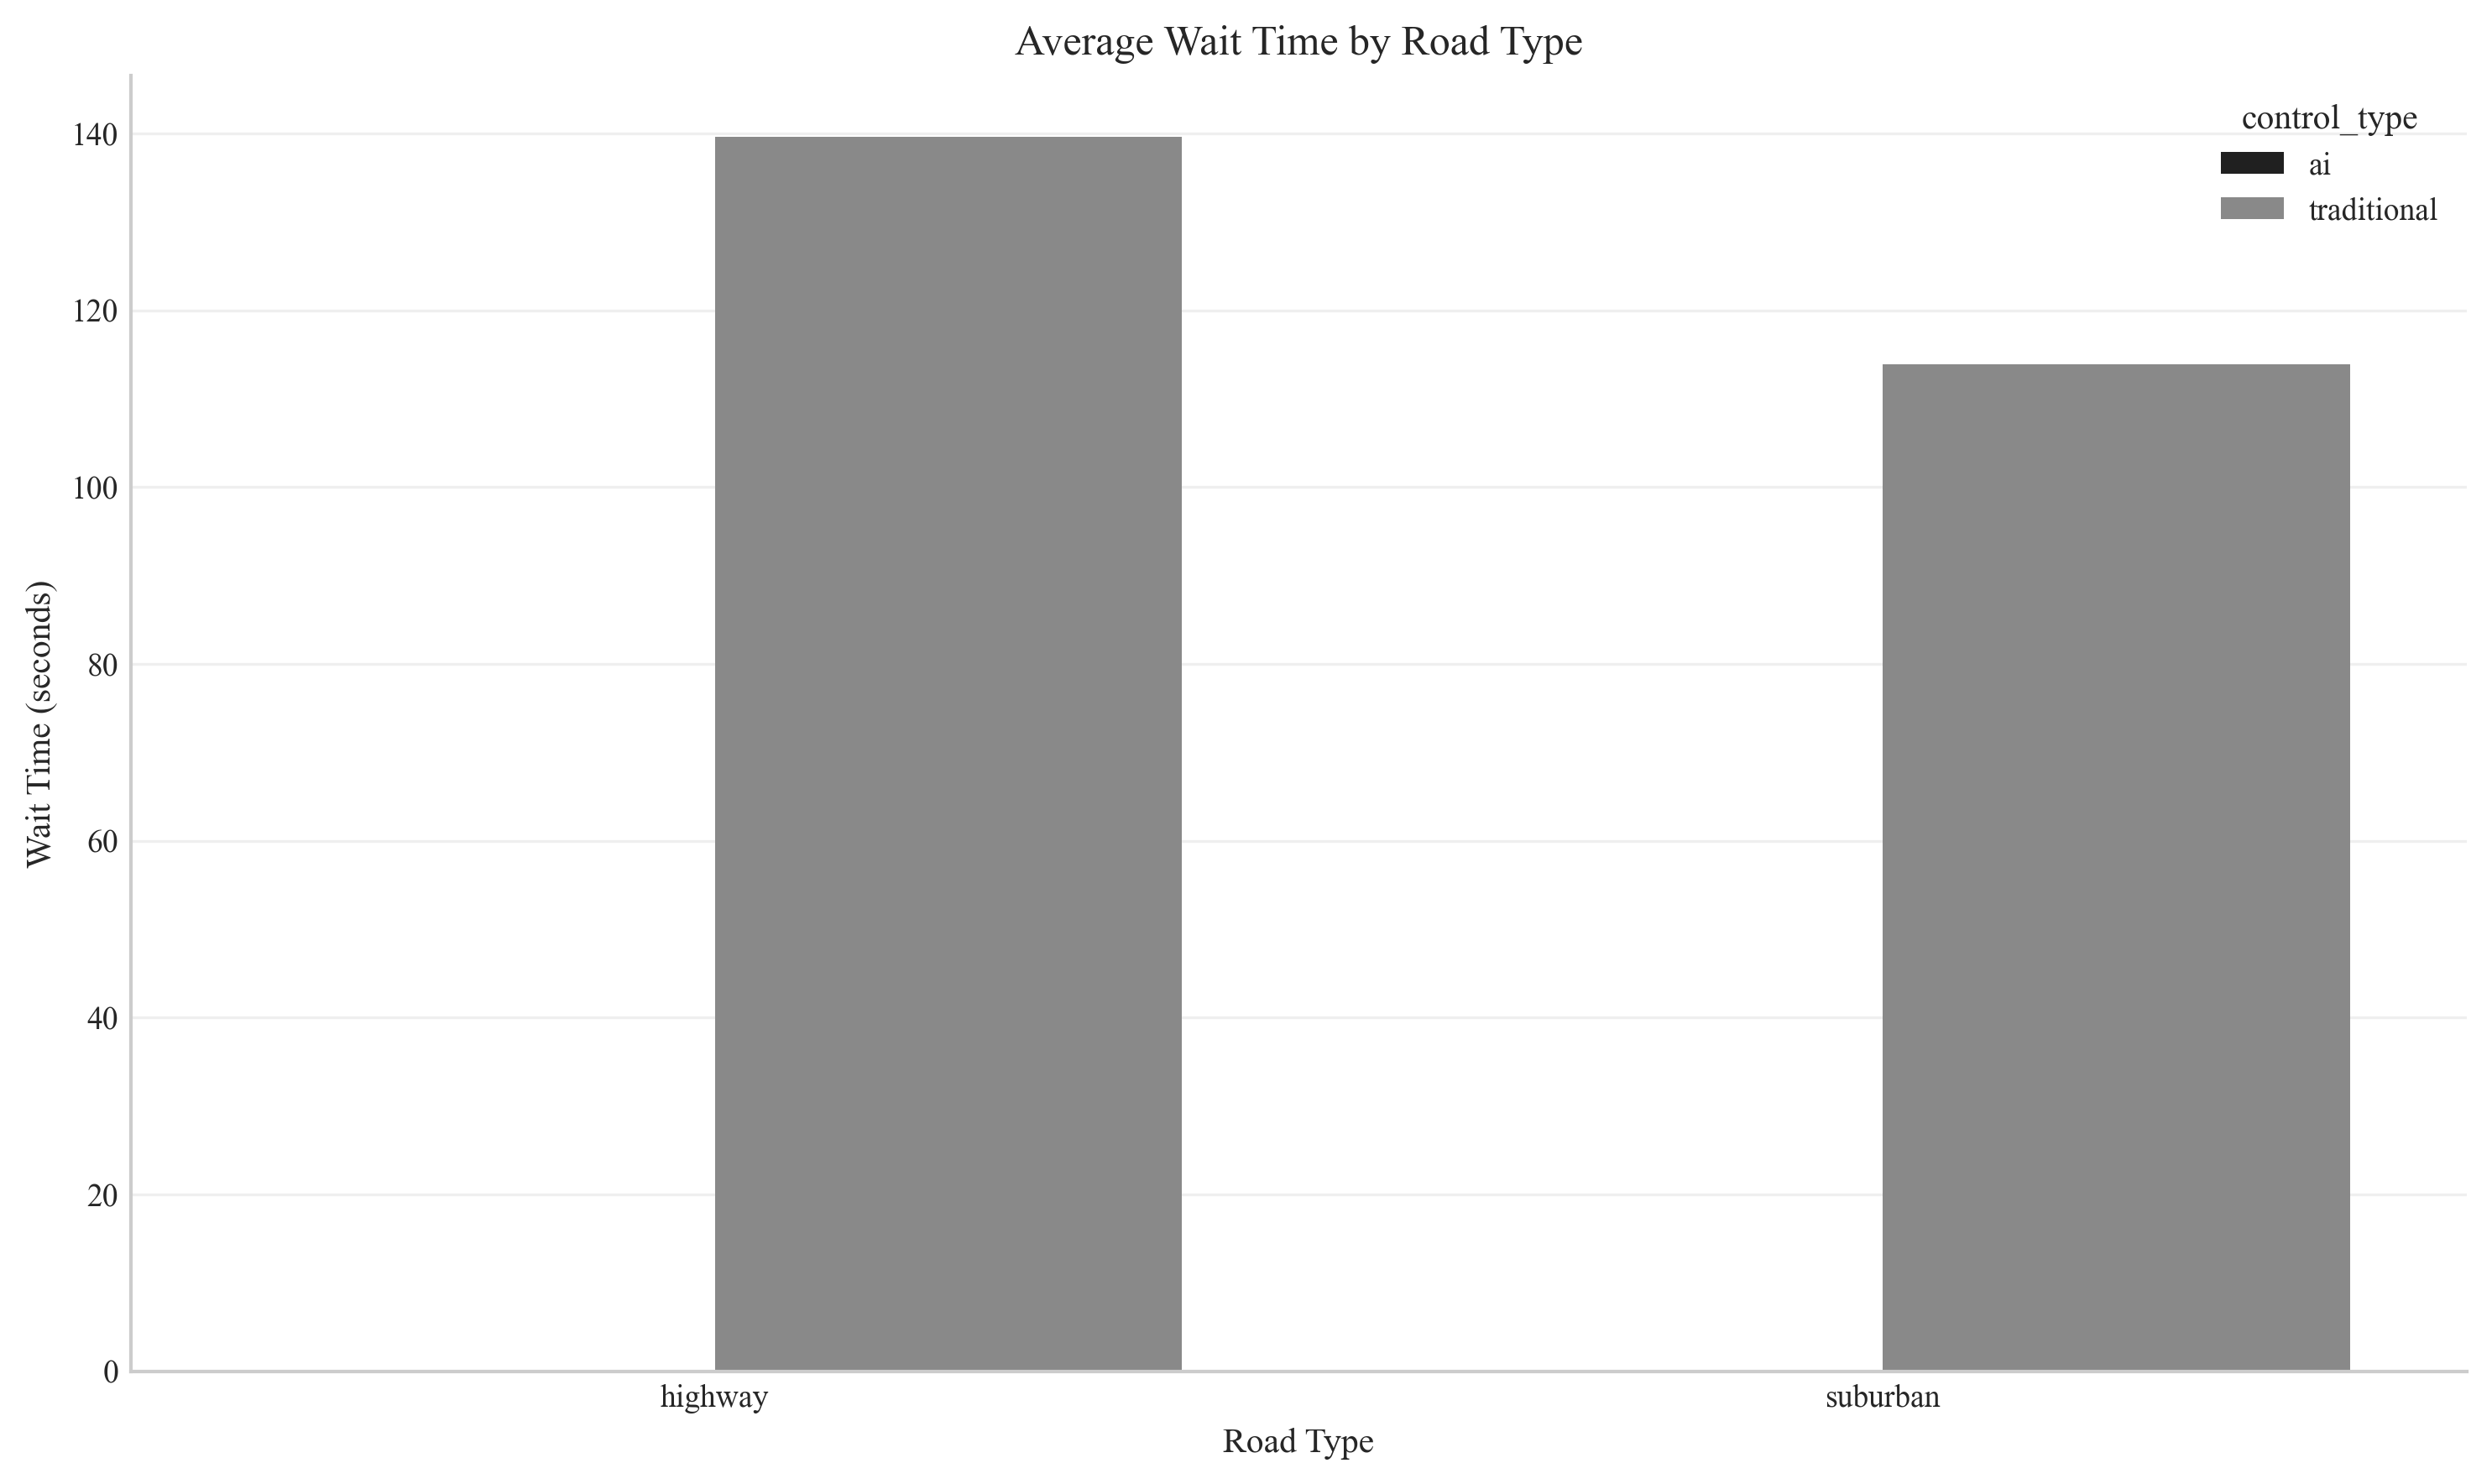 Average Wait Time by Road Type
control_type
ai
traditional
140
120
100
80
60
40
20
0
Wait Time (seconds)
highway
suburban
Road Type